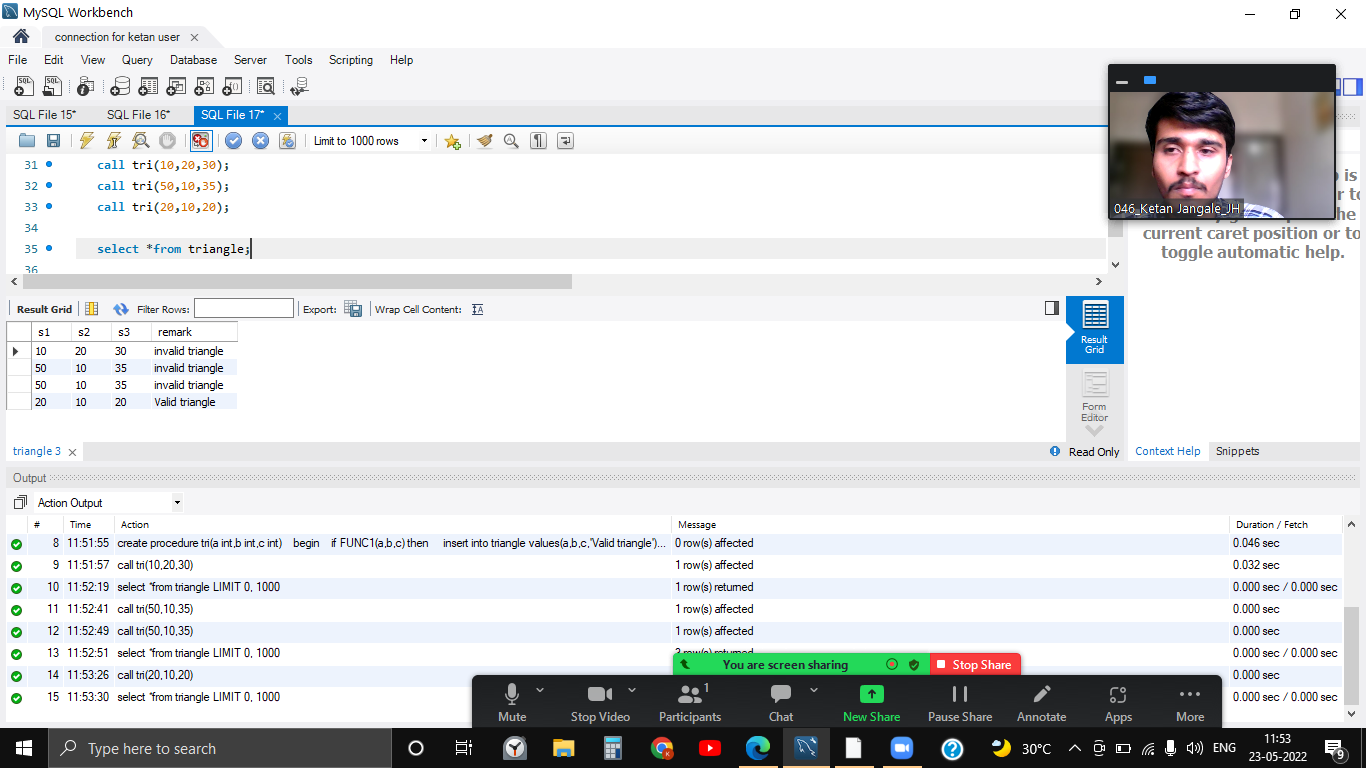 MySQL Workbench
connection for ketan user
File Edit View Query Database Server Tools Scripting Help
SQL File 15* SQL File 16* SQL File 17*
Limit to 1000 rows
31 call tri(10,20,30);
32 call tri(50,10,35);
33 call tri(20,10,20);
34
35 select *from triangle;
36
046_Ketan Jangale_JH
current caret position or to
toggle automatic help.
Result Grid Filter Rows: Export: Wrap Cell Content:
s1 s2 s3 remark
10 20 30 invalid triangle
50 10 35 invalid triangle
50 10 35 invalid triangle
20 10 20 Valid triangle
Result
Grid
Form
Editor
triangle 3
Read Only
Context Help Snippets
Output
Action Output
# Time Action Message Duration / Fetch
8 11:51:55 create procedure tri(a int,b int,c int) begin if FUNC1(a,b,c) then insert into triangle values(a,b,c,'Valid triangle')... 0 row(s) affected 0.046 sec
9 11:51:57 call tri(10,20,30) 1 row(s) affected 0.032 sec
10 11:52:19 select *from triangle LIMIT 0, 1000 1 row(s) returned 0.000 sec / 0.000 sec
11 11:52:41 call tri(50,10,35) 1 row(s) affected 0.000 sec
12 11:52:49 call tri(50,10,35) 1 row(s) affected 0.000 sec
13 11:52:51 select *from triangle LIMIT 0, 1000 0.000 sec / 0.000 sec
14 11:53:26 call tri(20,10,20) 0.000 sec
15 11:53:30 select *from triangle LIMIT 0, 1000 0.000 sec / 0.000 sec
You are screen sharing Stop Share
1
Mute Stop Video Participants Chat New Share Pause Share Annotate Apps More
Type here to search
30°C ENG
11:53
23-05-2022
9